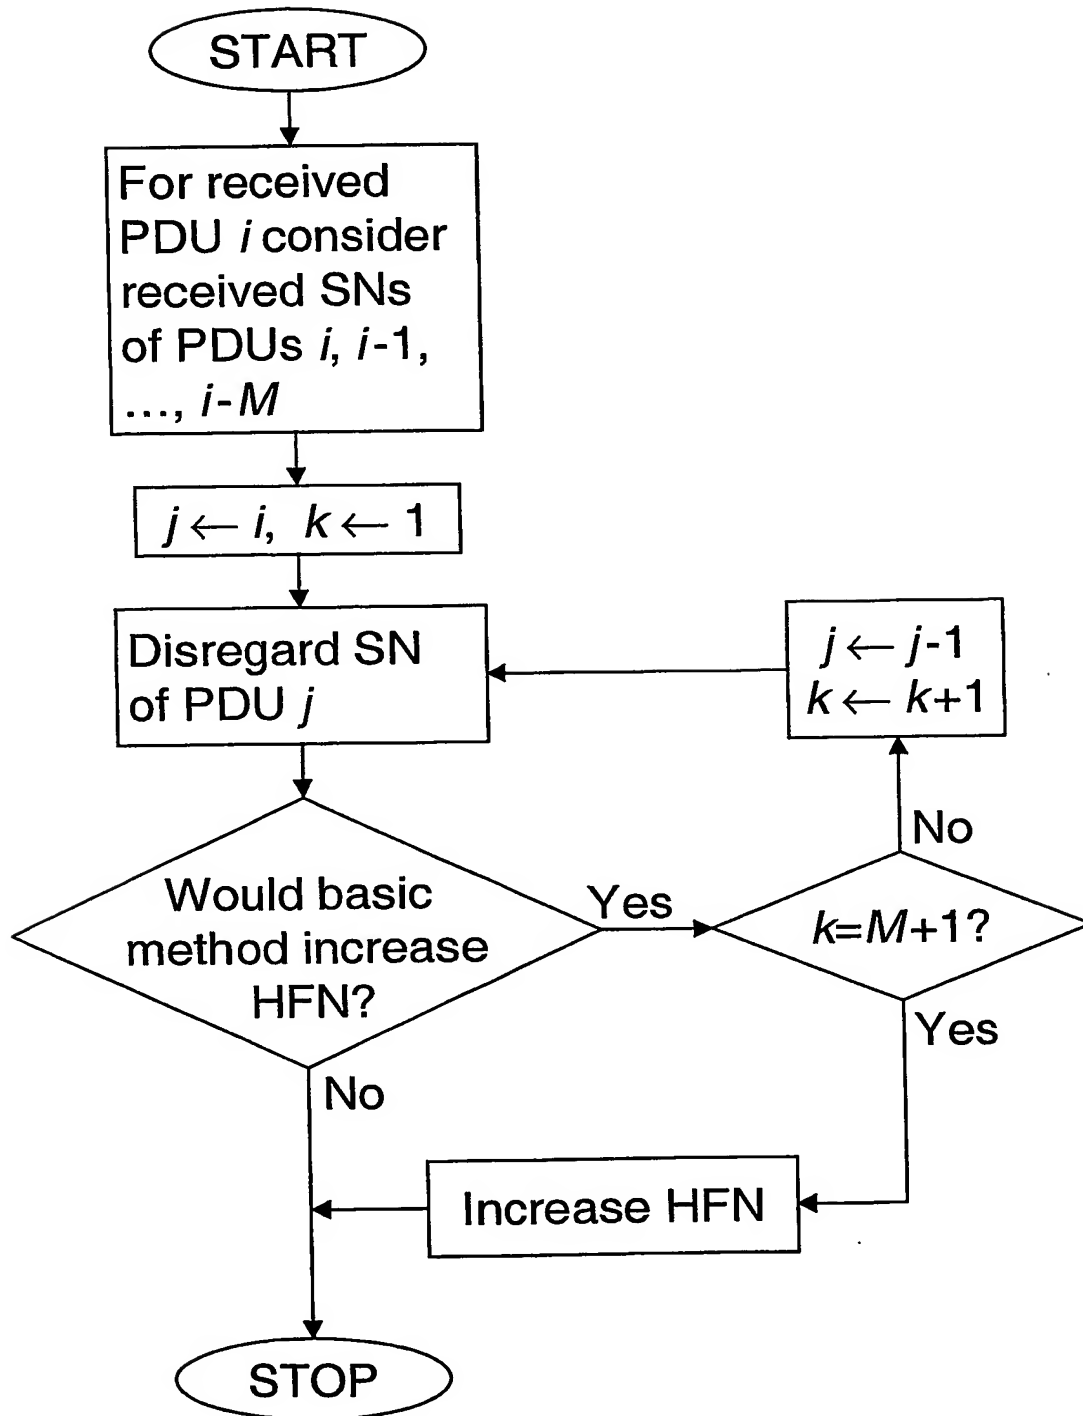 START
For received
PDU i consider
received SNs
of PDUs i, i-1,
..., i-M
j ← i, k ← 1
Disregard SN
of PDU j
j ← j-1
k ← k+1
Would basic
method increase
HFN?
Yes
k=M+1?
No
Yes
No
Increase HFN
STOP